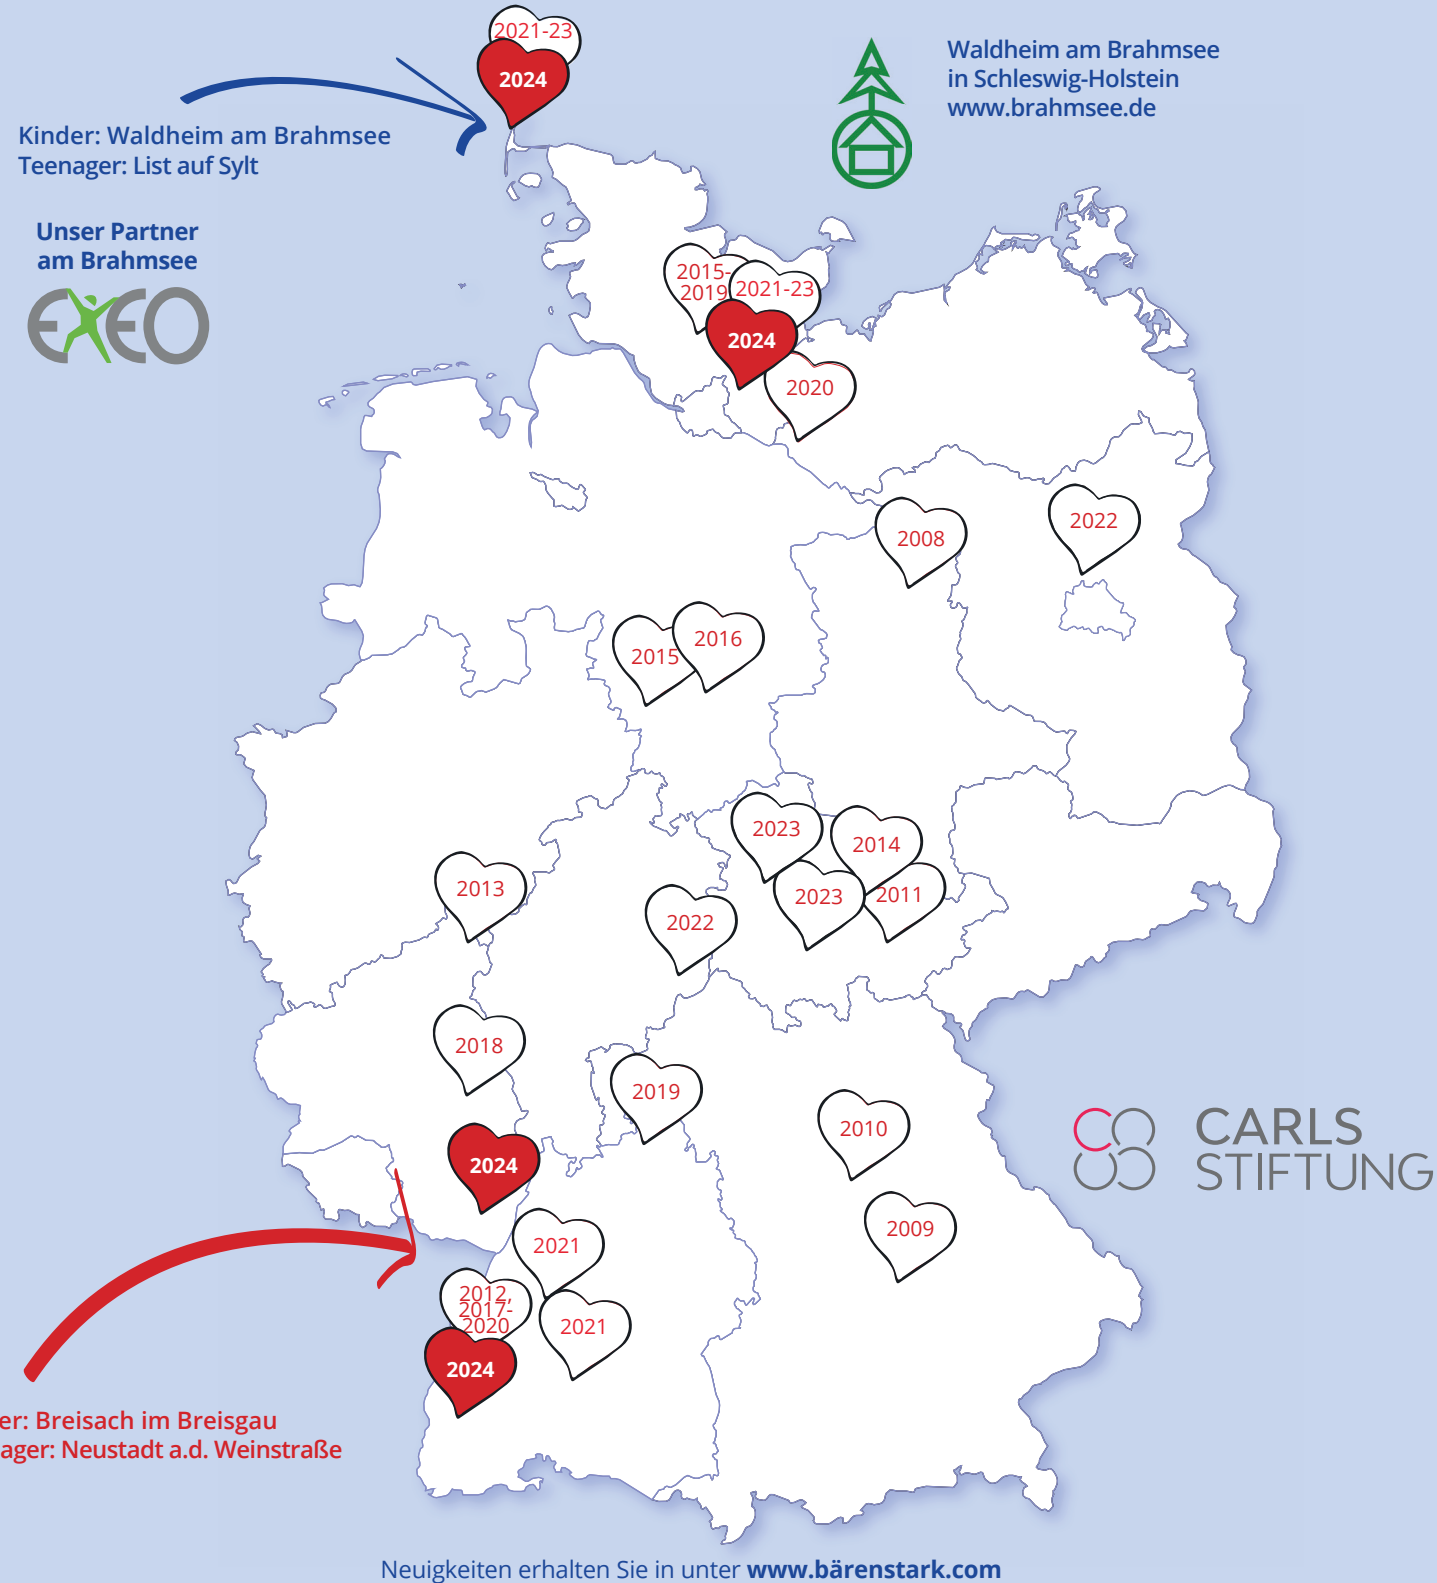 2021-23
2024
Kinder: Waldheim am Brahmsee
Teenager: List auf Sylt
Waldheim am Brahmsee
in Schleswig-Holstein
www.brahmsee.de
Unser Partner
am Brahmsee
EXEO
2015-
2019
2021-23
2024
2020
2008
2022
2015
2016
2023
2014
2023
2011
2013
2022
2018
2019
2010
2024
2009
CARLS
STIFTUNG
2021
2012,
2017-
2020
2021
2024
er: Breisach im Breisgau
ager: Neustadt a.d. Weinstraße
Neuigkeiten erhalten Sie in unter www.bärenstark.com